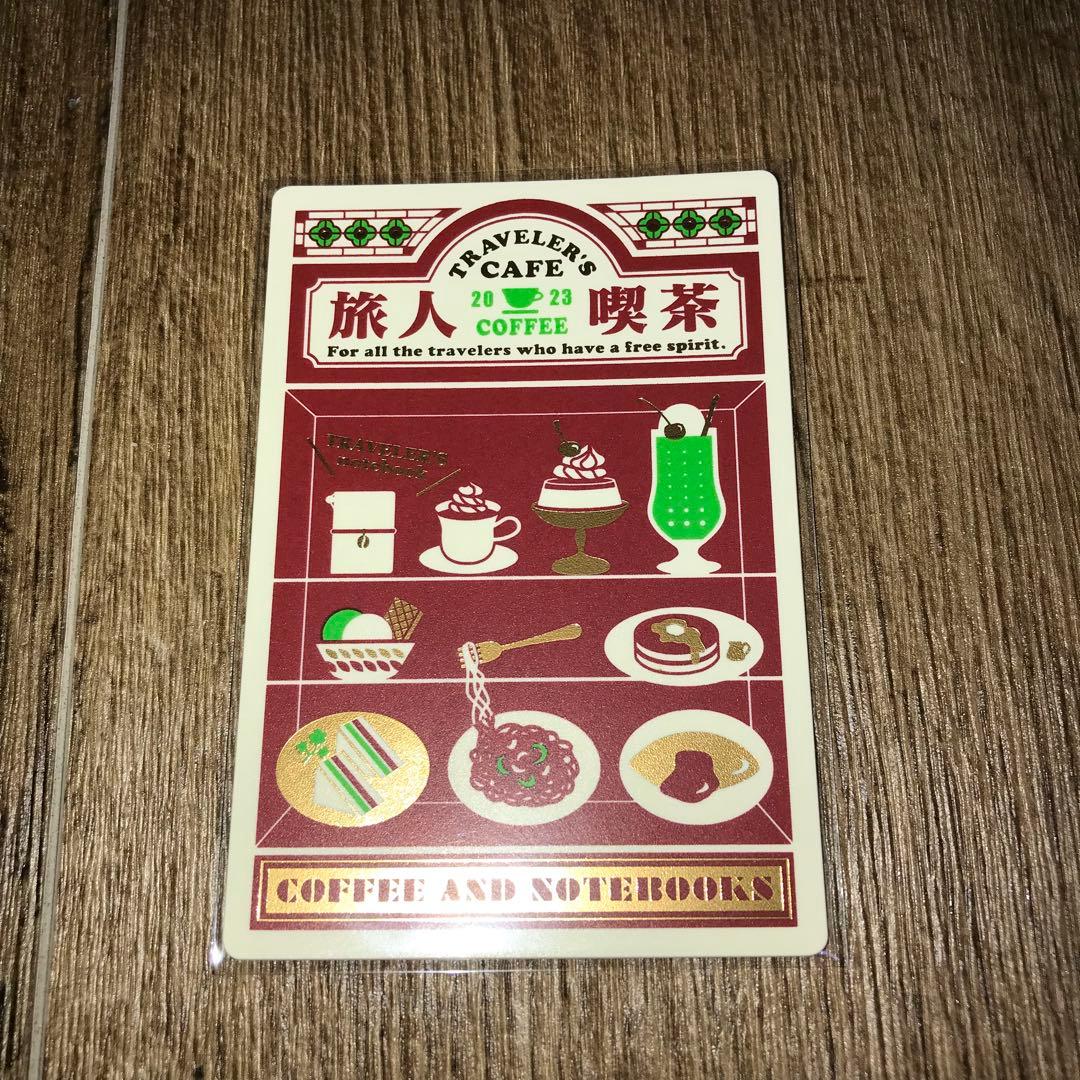 TRAVELER'S
CAFE
旅人 20 23 喫茶
COFFEE
For all the travelers who have a free spirit.
TRAVELER'S
notebook
COFFEE AND NOTEBOOKS